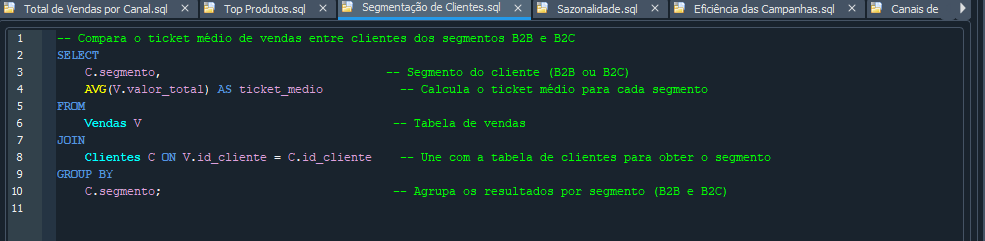 Total de Vendas por Canal.sql Top Produtos.sql Segmentação de Clientes.sql Sazonalidade.sql Eficiência das Campanhas.sql Canais de
1 -- Compara o ticket médio de vendas entre clientes dos segmentos B2B e B2C
2 SELECT
3 C.segmento, -- Segmento do cliente (B2B ou B2C)
4 AVG(V.valor_total) AS ticket_medio -- Calcula o ticket médio para cada segmento
5 FROM
6 Vendas V -- Tabela de vendas
7 JOIN
8 Clientes C ON V.id_cliente = C.id_cliente -- Une com a tabela de clientes para obter o segmento
9 GROUP BY
10 C.segmento; -- Agrupa os resultados por segmento (B2B e B2C)
11